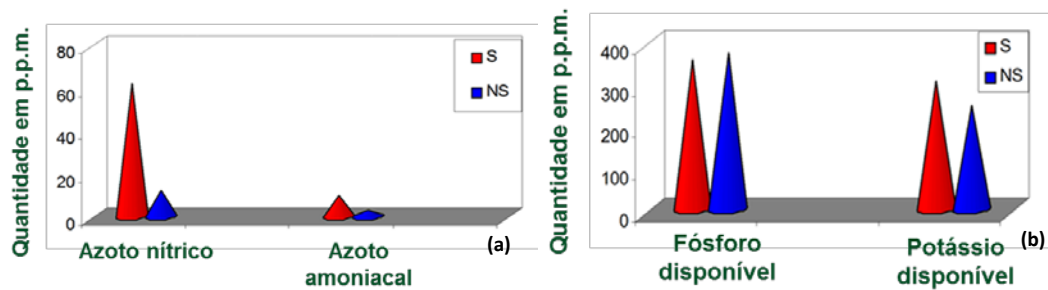 Quantidade em p.p.m.
80
60
40
20
0
S
NS
Azoto nítrico
Azoto
amoniacal
(a)
Quantidade em p.p.m.
400
300
200
100
0
S
NS
Fósforo
disponível
Potássio
disponível
(b)